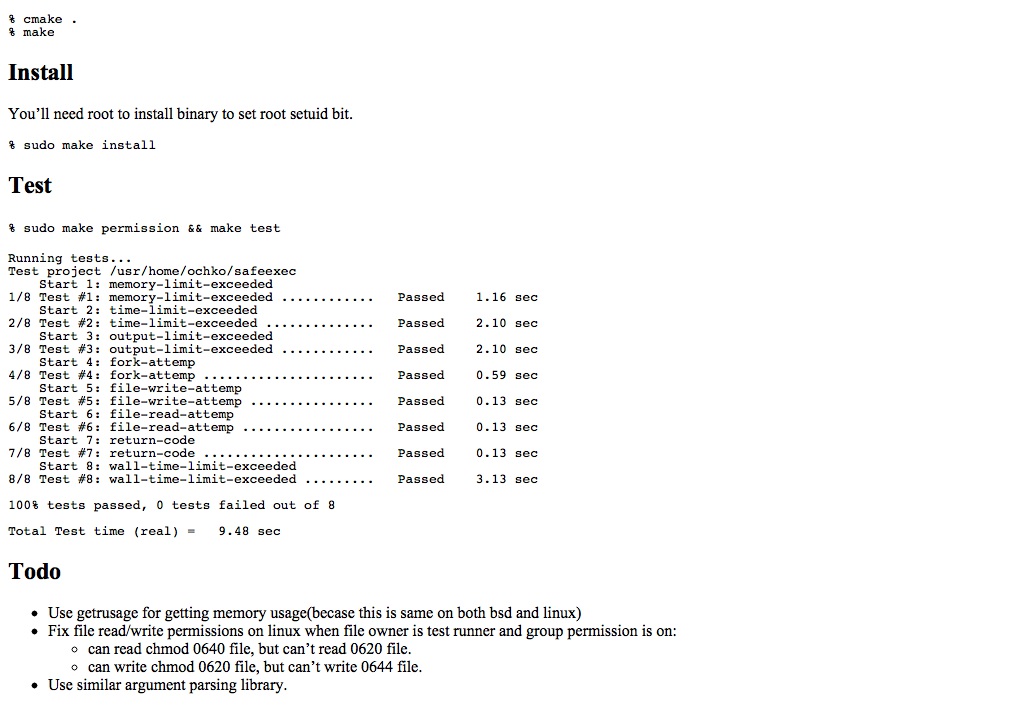 % cmake .
% make
Install
You’ll need root to install binary to set root setuid bit.
% sudo make install
Test
% sudo make permission && make test
Running tests...
Test project /usr/home/ochko/safeexec
    Start 1: memory-limit-exceeded
1/8 Test #1: memory-limit-exceeded ............   Passed    1.16 sec
    Start 2: time-limit-exceeded
2/8 Test #2: time-limit-exceeded ..............   Passed    2.10 sec
    Start 3: output-limit-exceeded
3/8 Test #3: output-limit-exceeded ............   Passed    2.10 sec
    Start 4: fork-attemp
4/8 Test #4: fork-attemp ......................   Passed    0.59 sec
    Start 5: file-write-attemp
5/8 Test #5: file-write-attemp ................   Passed    0.13 sec
    Start 6: file-read-attemp
6/8 Test #6: file-read-attemp .................   Passed    0.13 sec
    Start 7: return-code
7/8 Test #7: return-code ......................   Passed    0.13 sec
    Start 8: wall-time-limit-exceeded
8/8 Test #8: wall-time-limit-exceeded .........   Passed    3.13 sec
100% tests passed, 0 tests failed out of 8
Total Test time (real) =   9.48 sec
Todo
• Use getrusage for getting memory usage(becase this is same on both bsd and linux)
• Fix file read/write permissions on linux when file owner is test runner and group permission is on:
◦ can read chmod 0640 file, but can’t read 0620 file.
◦ can write chmod 0620 file, but can’t write 0644 file.
• Use similar argument parsing library.